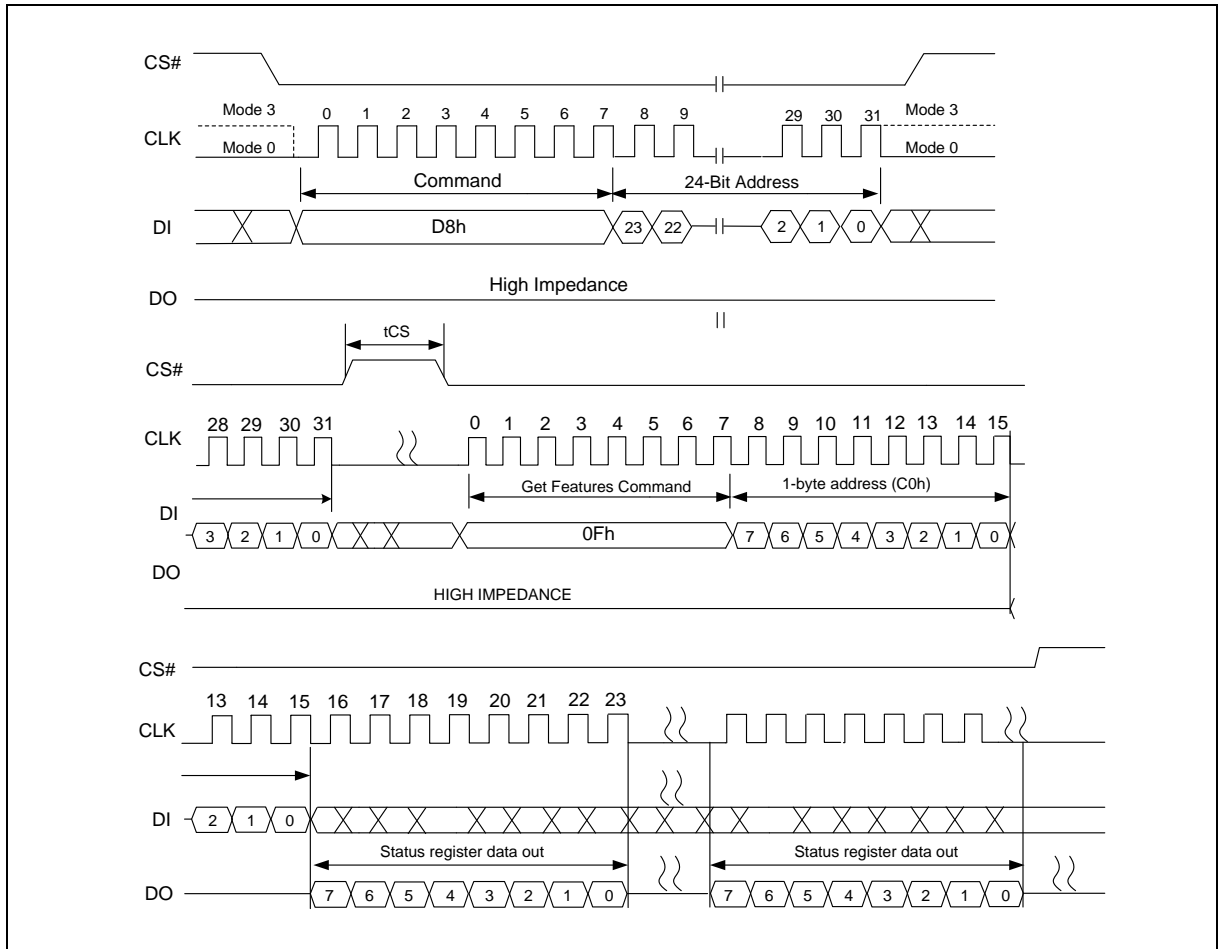 CS#
Mode 3 0 1 2 3 4 5 6 7 8 9 29 30 31 Mode 3
CLK
Mode 0 Mode 0
Command 24-Bit Address
DI D8h 23 22 2 1 0
High Impedance
DO
tCS
CS#
28 29 30 31 0 1 2 3 4 5 6 7 8 9 10 11 12 13 14 15
CLK
Get Features Command 1-byte address (C0h)
DI
3 2 1 0 0Fh 7 6 5 4 3 2 1 0
DO
HIGH IMPEDANCE
CS#
13 14 15 16 17 18 19 20 21 22 23
CLK
DI 2 1 0
Status register data out Status register data out
DO 7 6 5 4 3 2 1 0 7 6 5 4 3 2 1 0